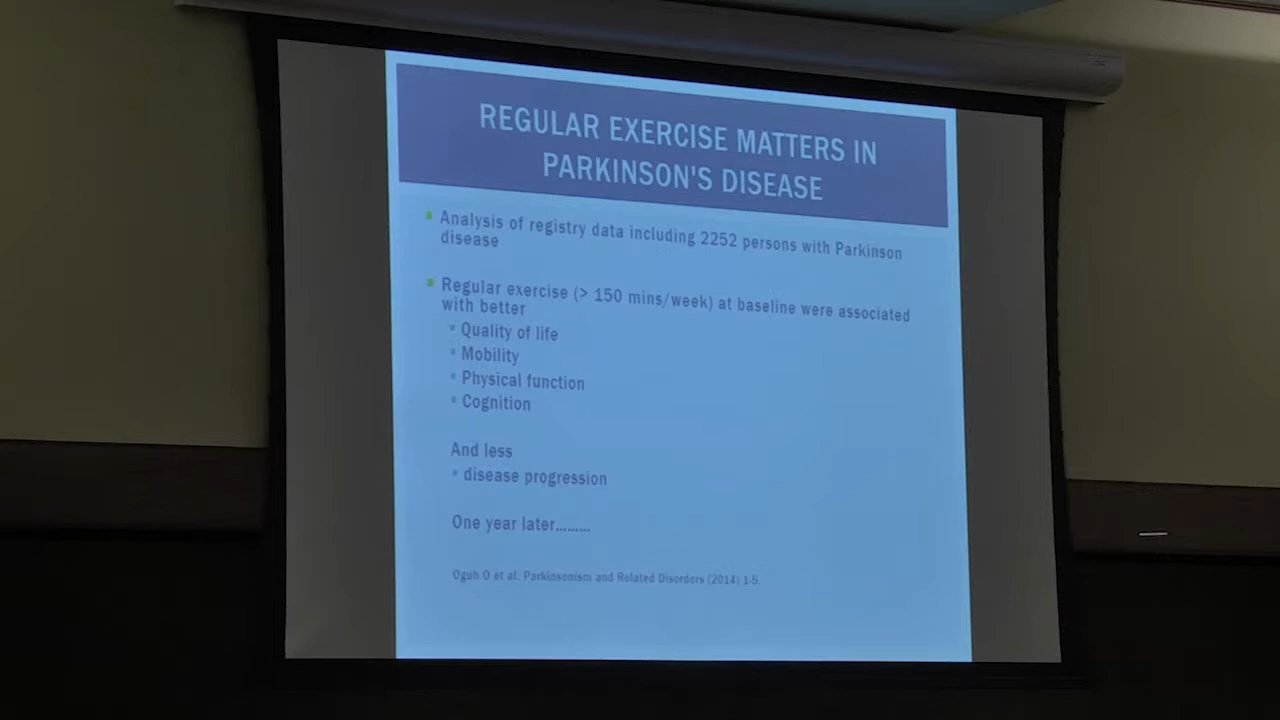 REGULAR EXERCISE MATTERS IN
PARKINSON'S DISEASE
Analysis of registry data including 2252 persons with Parkinson
disease
Regular exercise (> 150 mins/week) at baseline were associated
with better
Quality of life
Mobility
Physical function
Cognition
And less
disease progression
One year later.........
Oguh O et al. Parkinsonism and Related Disorders (2014) 1-5.